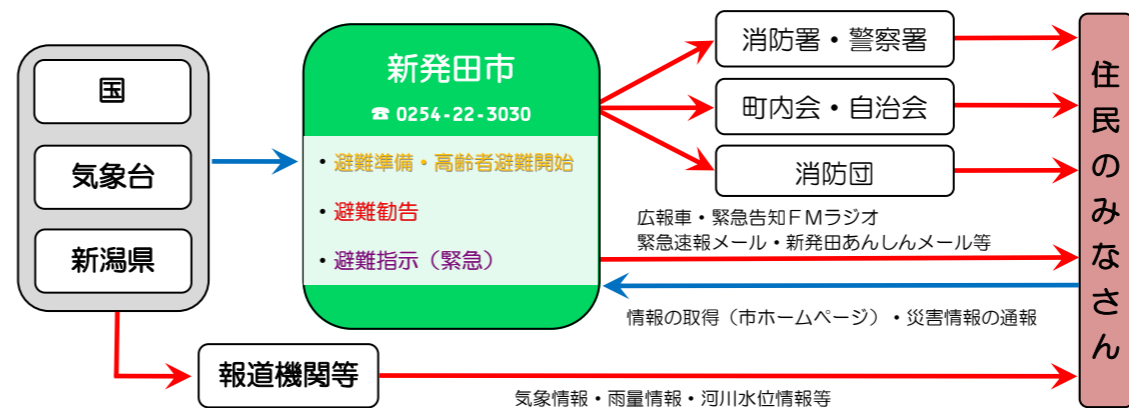 国
気象台
新潟県
新発田市
☎ 0254-22-3030
・避難準備・高齢者避難開始
・避難勧告
・避難指示（緊急）
消防署・警察署
町内会・自治会
消防団
広報車・緊急告知ＦＭラジオ
緊急速報メール・新発田あんしんメール等
情報の取得（市ホームページ）・災害情報の通報
報道機関等
気象情報・雨量情報・河川水位情報等
住民のみなさん